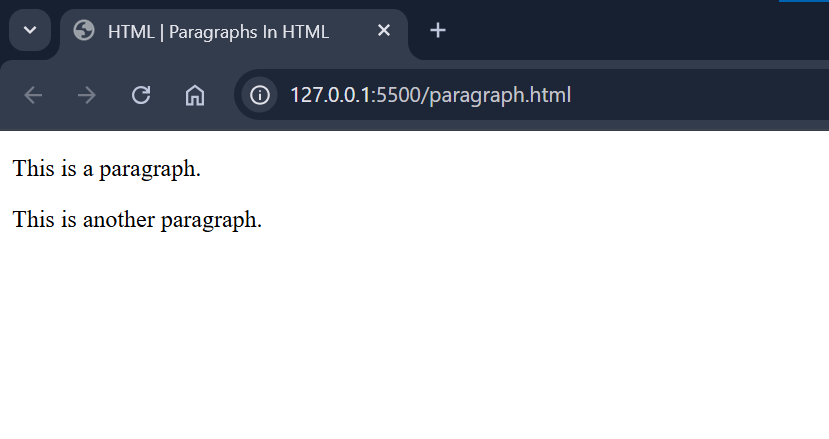 HTML | Paragraphs In HTML
127.0.0.1:5500/paragraph.html
This is a paragraph.
This is another paragraph.